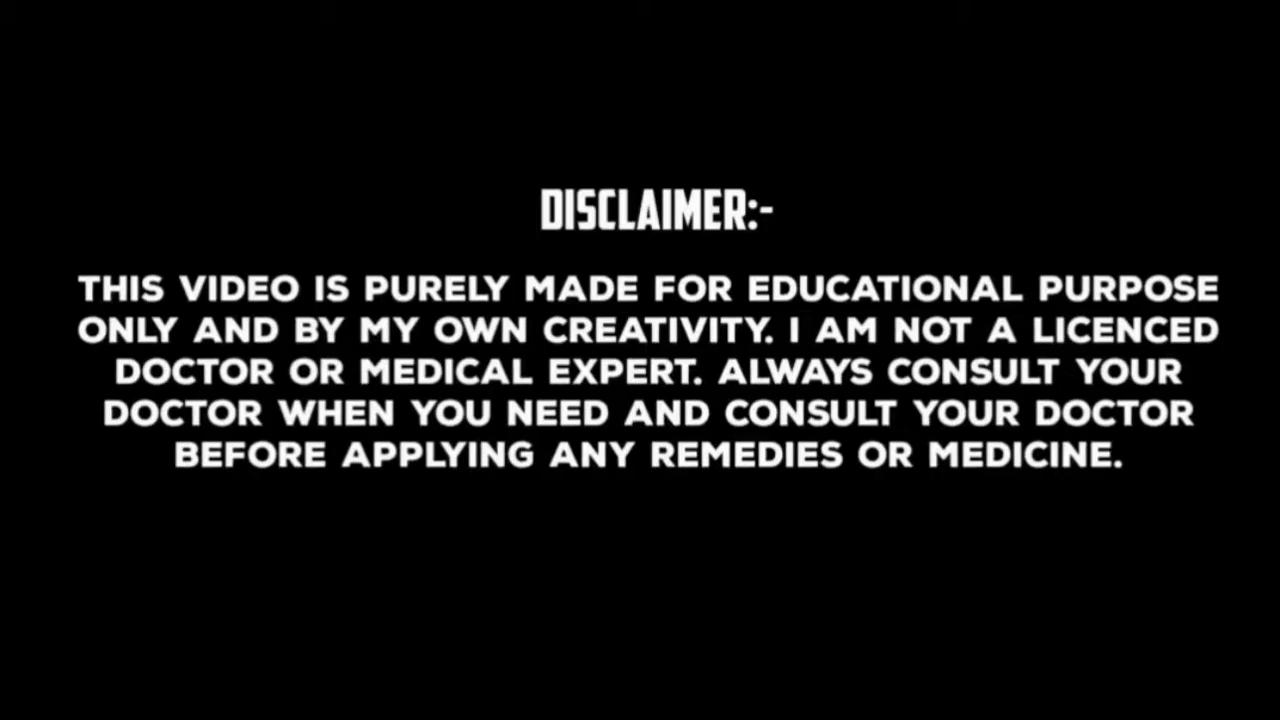 DISCLAIMER:-
THIS VIDEO IS PURELY MADE FOR EDUCATIONAL PURPOSE
ONLY AND BY MY OWN CREATIVITY. I AM NOT A LICENCED
DOCTOR OR MEDICAL EXPERT. ALWAYS CONSULT YOUR
DOCTOR WHEN YOU NEED AND CONSULT YOUR DOCTOR
BEFORE APPLYING ANY REMEDIES OR MEDICINE.